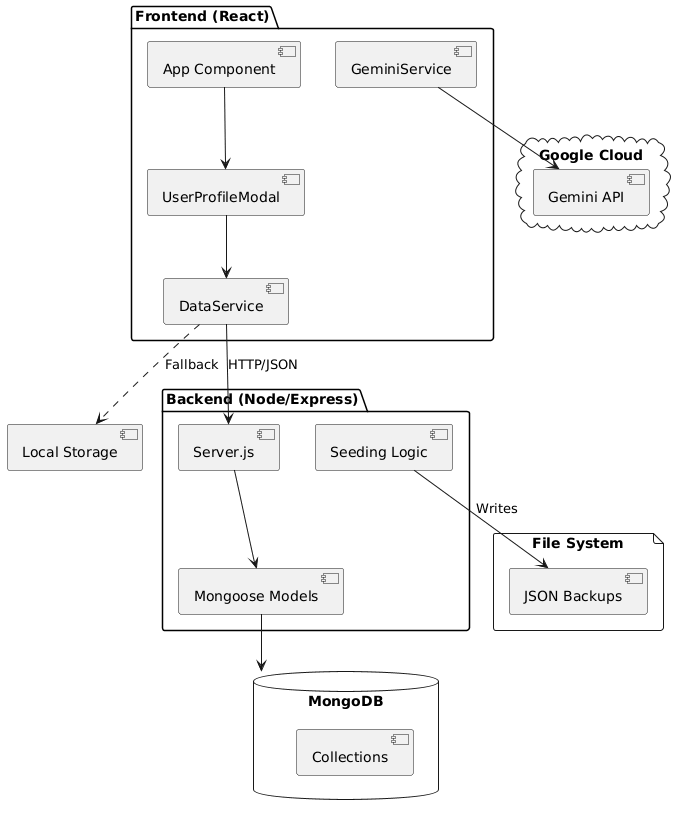 Frontend (React)
App Component
GeminiService
Google Cloud
UserProfileModal
Gemini API
DataService
Fallback
HTTP/JSON
Backend (Node/Express)
Local Storage
Server.js
Seeding Logic
Writes
File System
Mongoose Models
JSON Backups
MongoDB
Collections